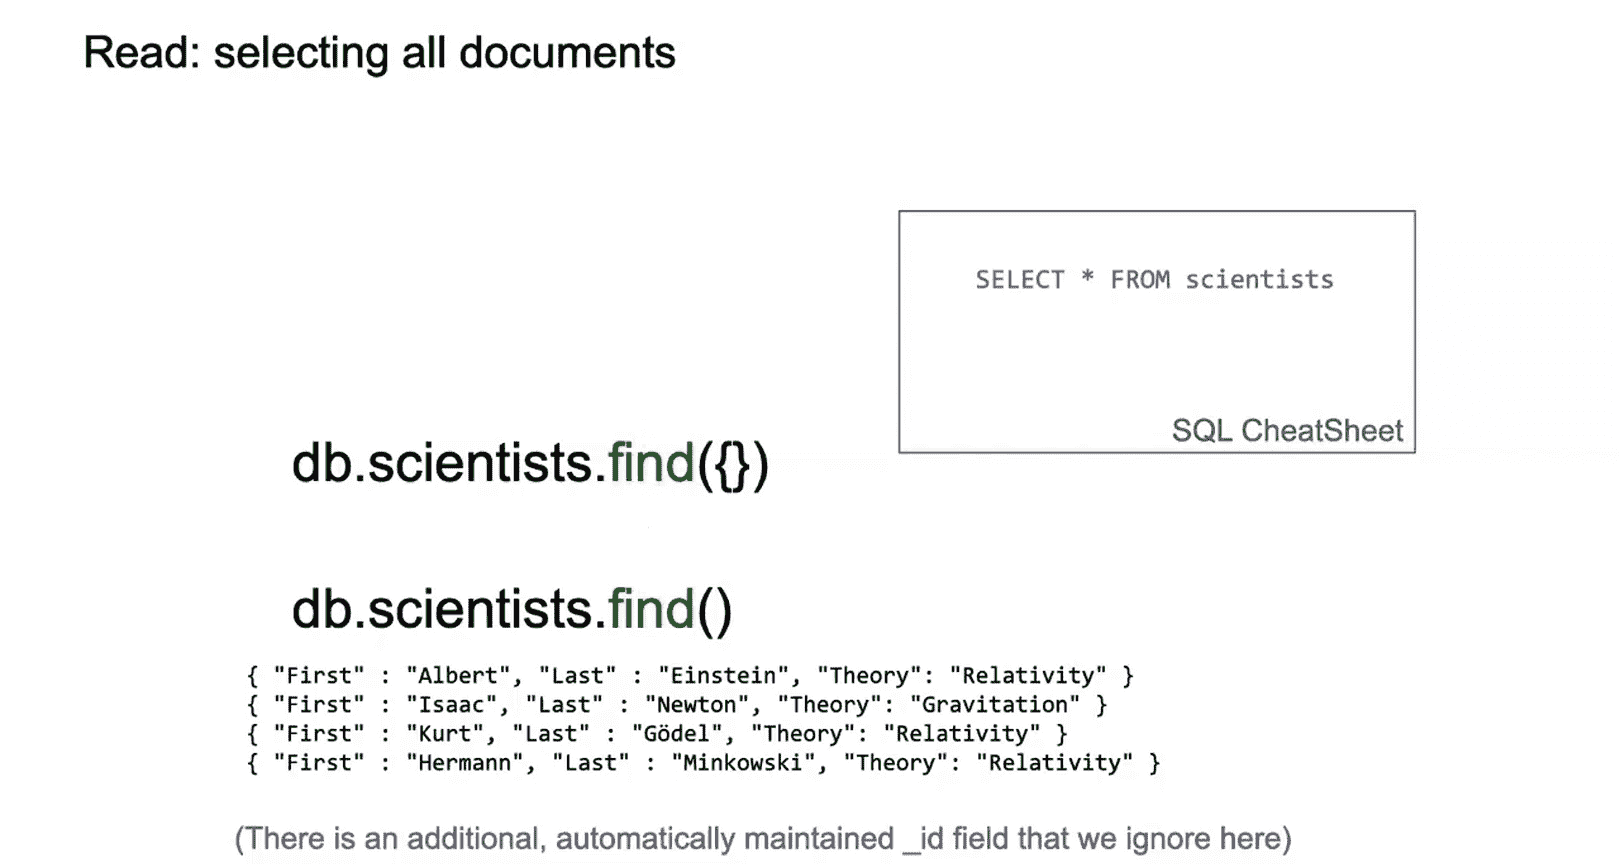 Read: selecting all documents
SELECT * FROM scientists
SQL CheatSheet
db.scientists.find({})
db.scientists.find()
{ "First" : "Albert", "Last" : "Einstein", "Theory": "Relativity" }
{ "First" : "Isaac", "Last" : "Newton", "Theory": "Gravitation" }
{ "First" : "Kurt", "Last" : "Gödel", "Theory": "Relativity" }
{ "First" : "Hermann", "Last" : "Minkowski", "Theory": "Relativity" }
(There is an additional, automatically maintained _id field that we ignore here)